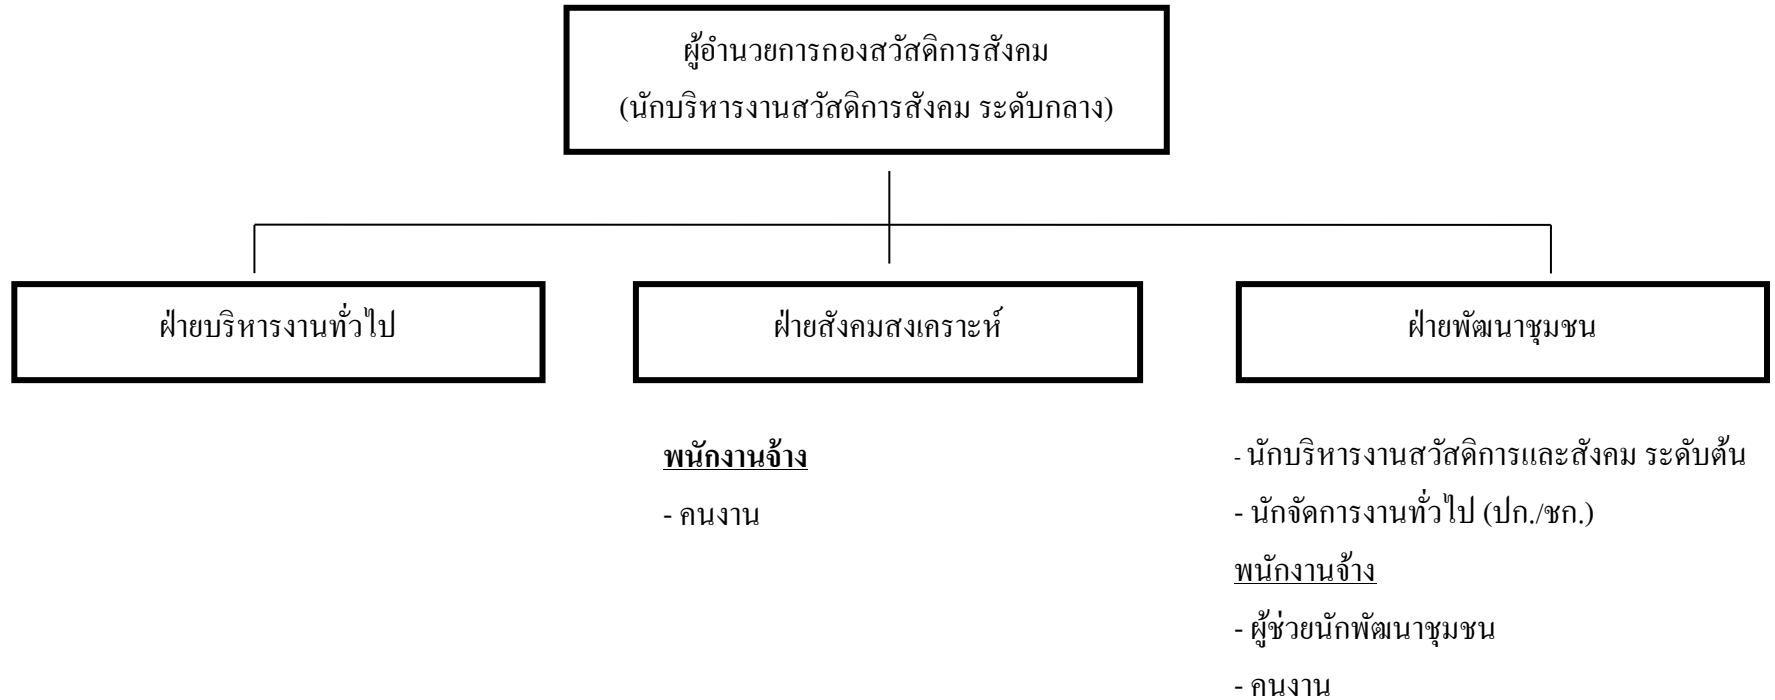 ผู้อำนวยการกองสวัสดิการสังคม
(นักบริหารงานสวัสดิการสังคม ระดับกลาง)
ฝ่ายบริหารงานทั่วไป
ฝ่ายสังคมสงเคราะห์
ฝ่ายพัฒนาชุมชน
พนักงานจ้าง
- คนงาน
- นักบริหารงานสวัสดิการและสังคม ระดับต้น
- นักจัดการงานทั่วไป (ปก./ชก.)
พนักงานจ้าง
- ผู้ช่วยนักพัฒนาชุมชน
- คนงาน